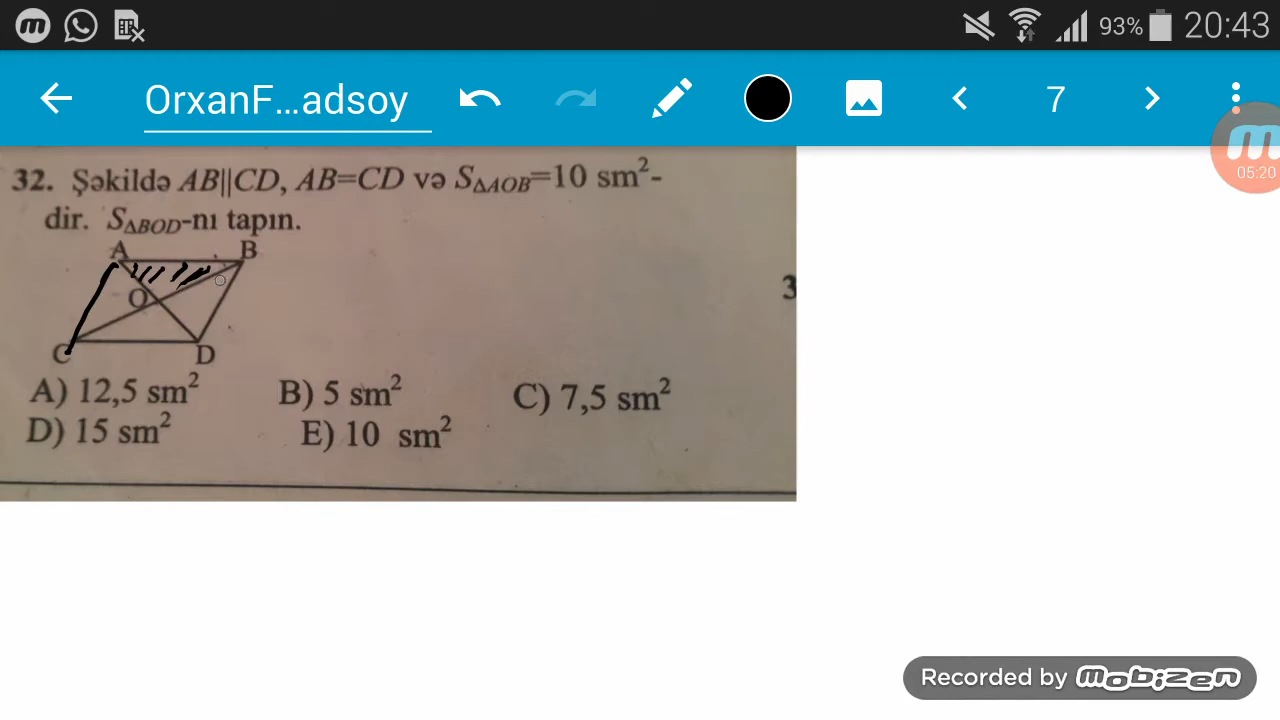 93% 20:43
OrxanF...adsoy 7
05:20
32. Şəkildə AB||CD, AB=CD və S△AOB=10 sm²-
dir. S△BOD-nı tapın.
A B
O
C D
3
A) 12,5 sm² B) 5 sm² C) 7,5 sm²
D) 15 sm² E) 10 sm²
Recorded by mobizen